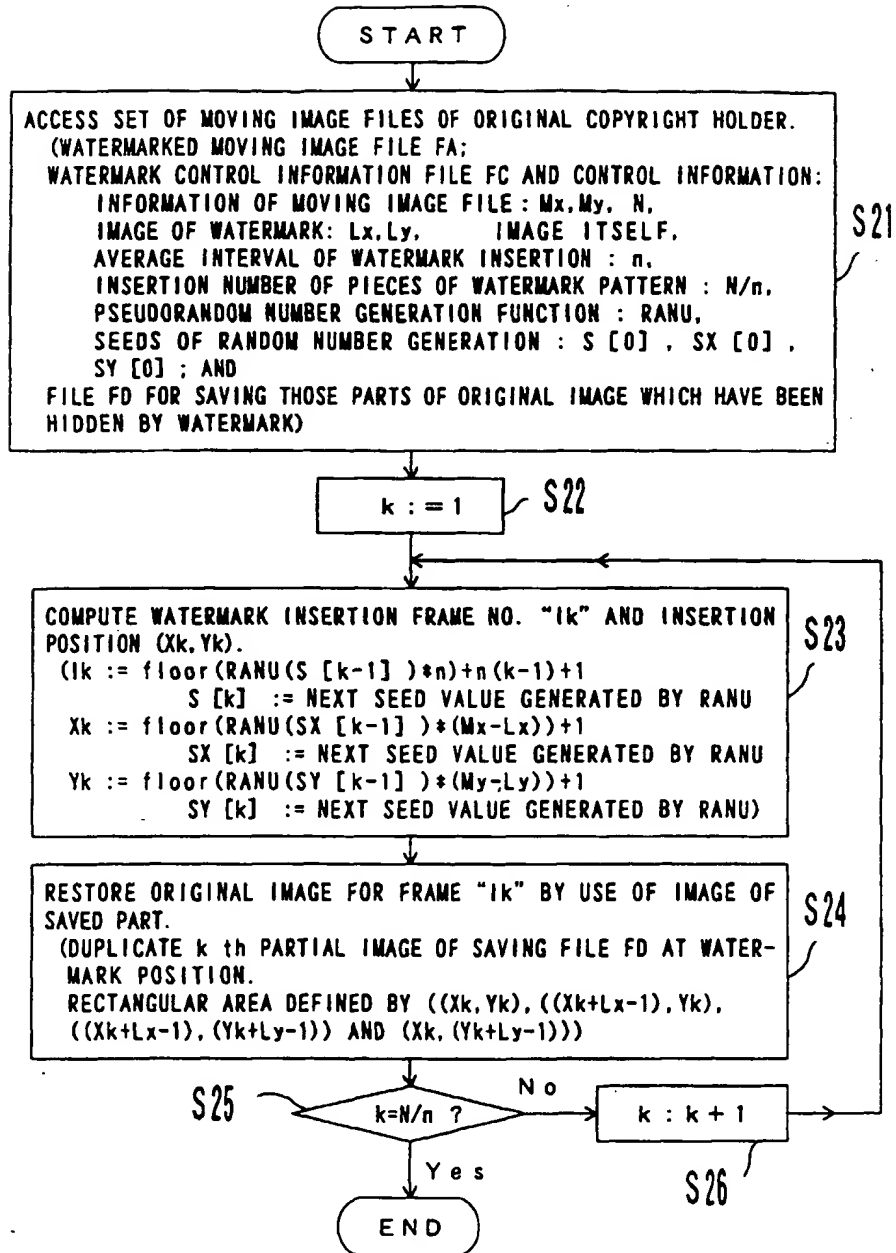 START
ACCESS SET OF MOVING IMAGE FILES OF ORIGINAL COPYRIGHT HOLDER.
(WATERMARKED MOVING IMAGE FILE FA;
WATERMARK CONTROL INFORMATION FILE FC AND CONTROL INFORMATION:
INFORMATION OF MOVING IMAGE FILE : Mx, My, N,
IMAGE OF WATERMARK: Lx, Ly, IMAGE ITSELF,
AVERAGE INTERVAL OF WATERMARK INSERTION : n,
INSERTION NUMBER OF PIECES OF WATERMARK PATTERN : N/n,
PSEUDORANDOM NUMBER GENERATION FUNCTION : RANU,
SEEDS OF RANDOM NUMBER GENERATION : S [0] , SX [0] ,
SY [0] ; AND
FILE FD FOR SAVING THOSE PARTS OF ORIGINAL IMAGE WHICH HAVE BEEN
HIDDEN BY WATERMARK)
S21
k := 1
S22
COMPUTE WATERMARK INSERTION FRAME NO. "Ik" AND INSERTION
POSITION (Xk, Yk).
(Ik := floor(RANU(S [k-1] )*n)+n(k-1)+1
S [k] := NEXT SEED VALUE GENERATED BY RANU
Xk := floor(RANU(SX [k-1] )*(Mx-Lx))+1
SX [k] := NEXT SEED VALUE GENERATED BY RANU
Yk := floor(RANU(SY [k-1] )*(My-Ly))+1
SY [k] := NEXT SEED VALUE GENERATED BY RANU)
S23
RESTORE ORIGINAL IMAGE FOR FRAME "Ik" BY USE OF IMAGE OF
SAVED PART.
(DUPLICATE k th PARTIAL IMAGE OF SAVING FILE FD AT WATER-
MARK POSITION.
RECTANGULAR AREA DEFINED BY ((Xk, Yk), ((Xk+Lx-1), Yk),
((Xk+Lx-1), (Yk+Ly-1)) AND (Xk, (Yk+Ly-1)))
S24
S25
k=N/n ?
No
k : k + 1
S26
Yes
END